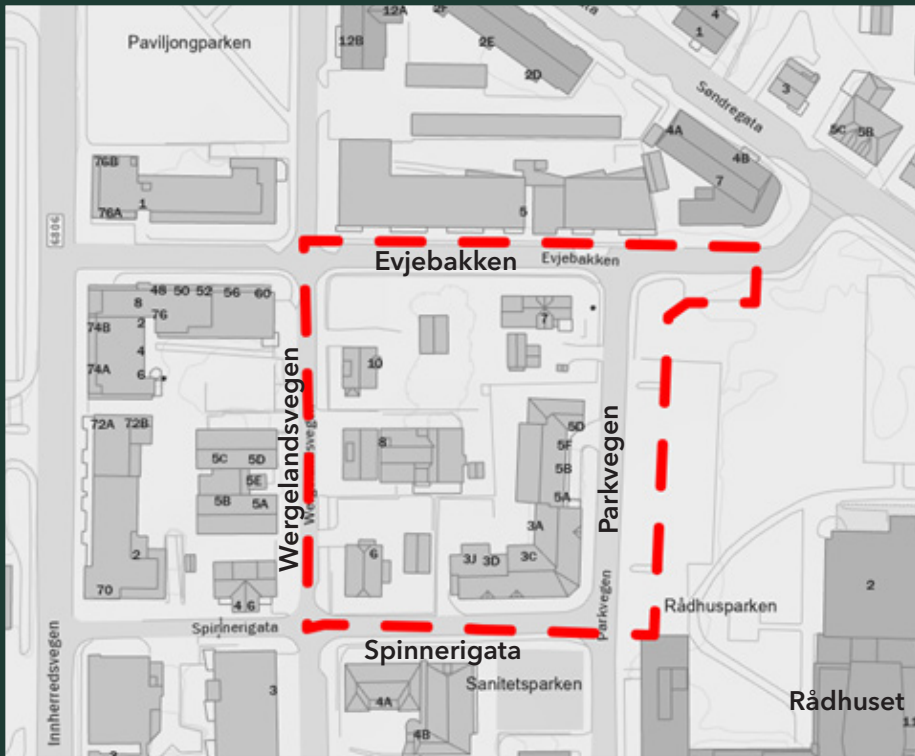 12A
2F
4
1
Paviljongparken
12B
2E
2D
3
Søndregata
5C
5B
4A
4B
76B
7
76A
1
5
6806
Evjebakken
Evjebakken
48
50
52
56
60
8
76
2
74B
7
4
10
74A
6
Wergelandsvegen
Parkvegen
72A
72B
5D
8
5F
5C
5D
5B
5E
5A
5B
5A
3A
2
6
3J
3D
3C
70
2
4
6
Rådhusparken
Parkvegen
Spinnerigata
Spinnerigata
Innherredsvegen
Sanitetsparken
3
4A
Rådhuset
4B